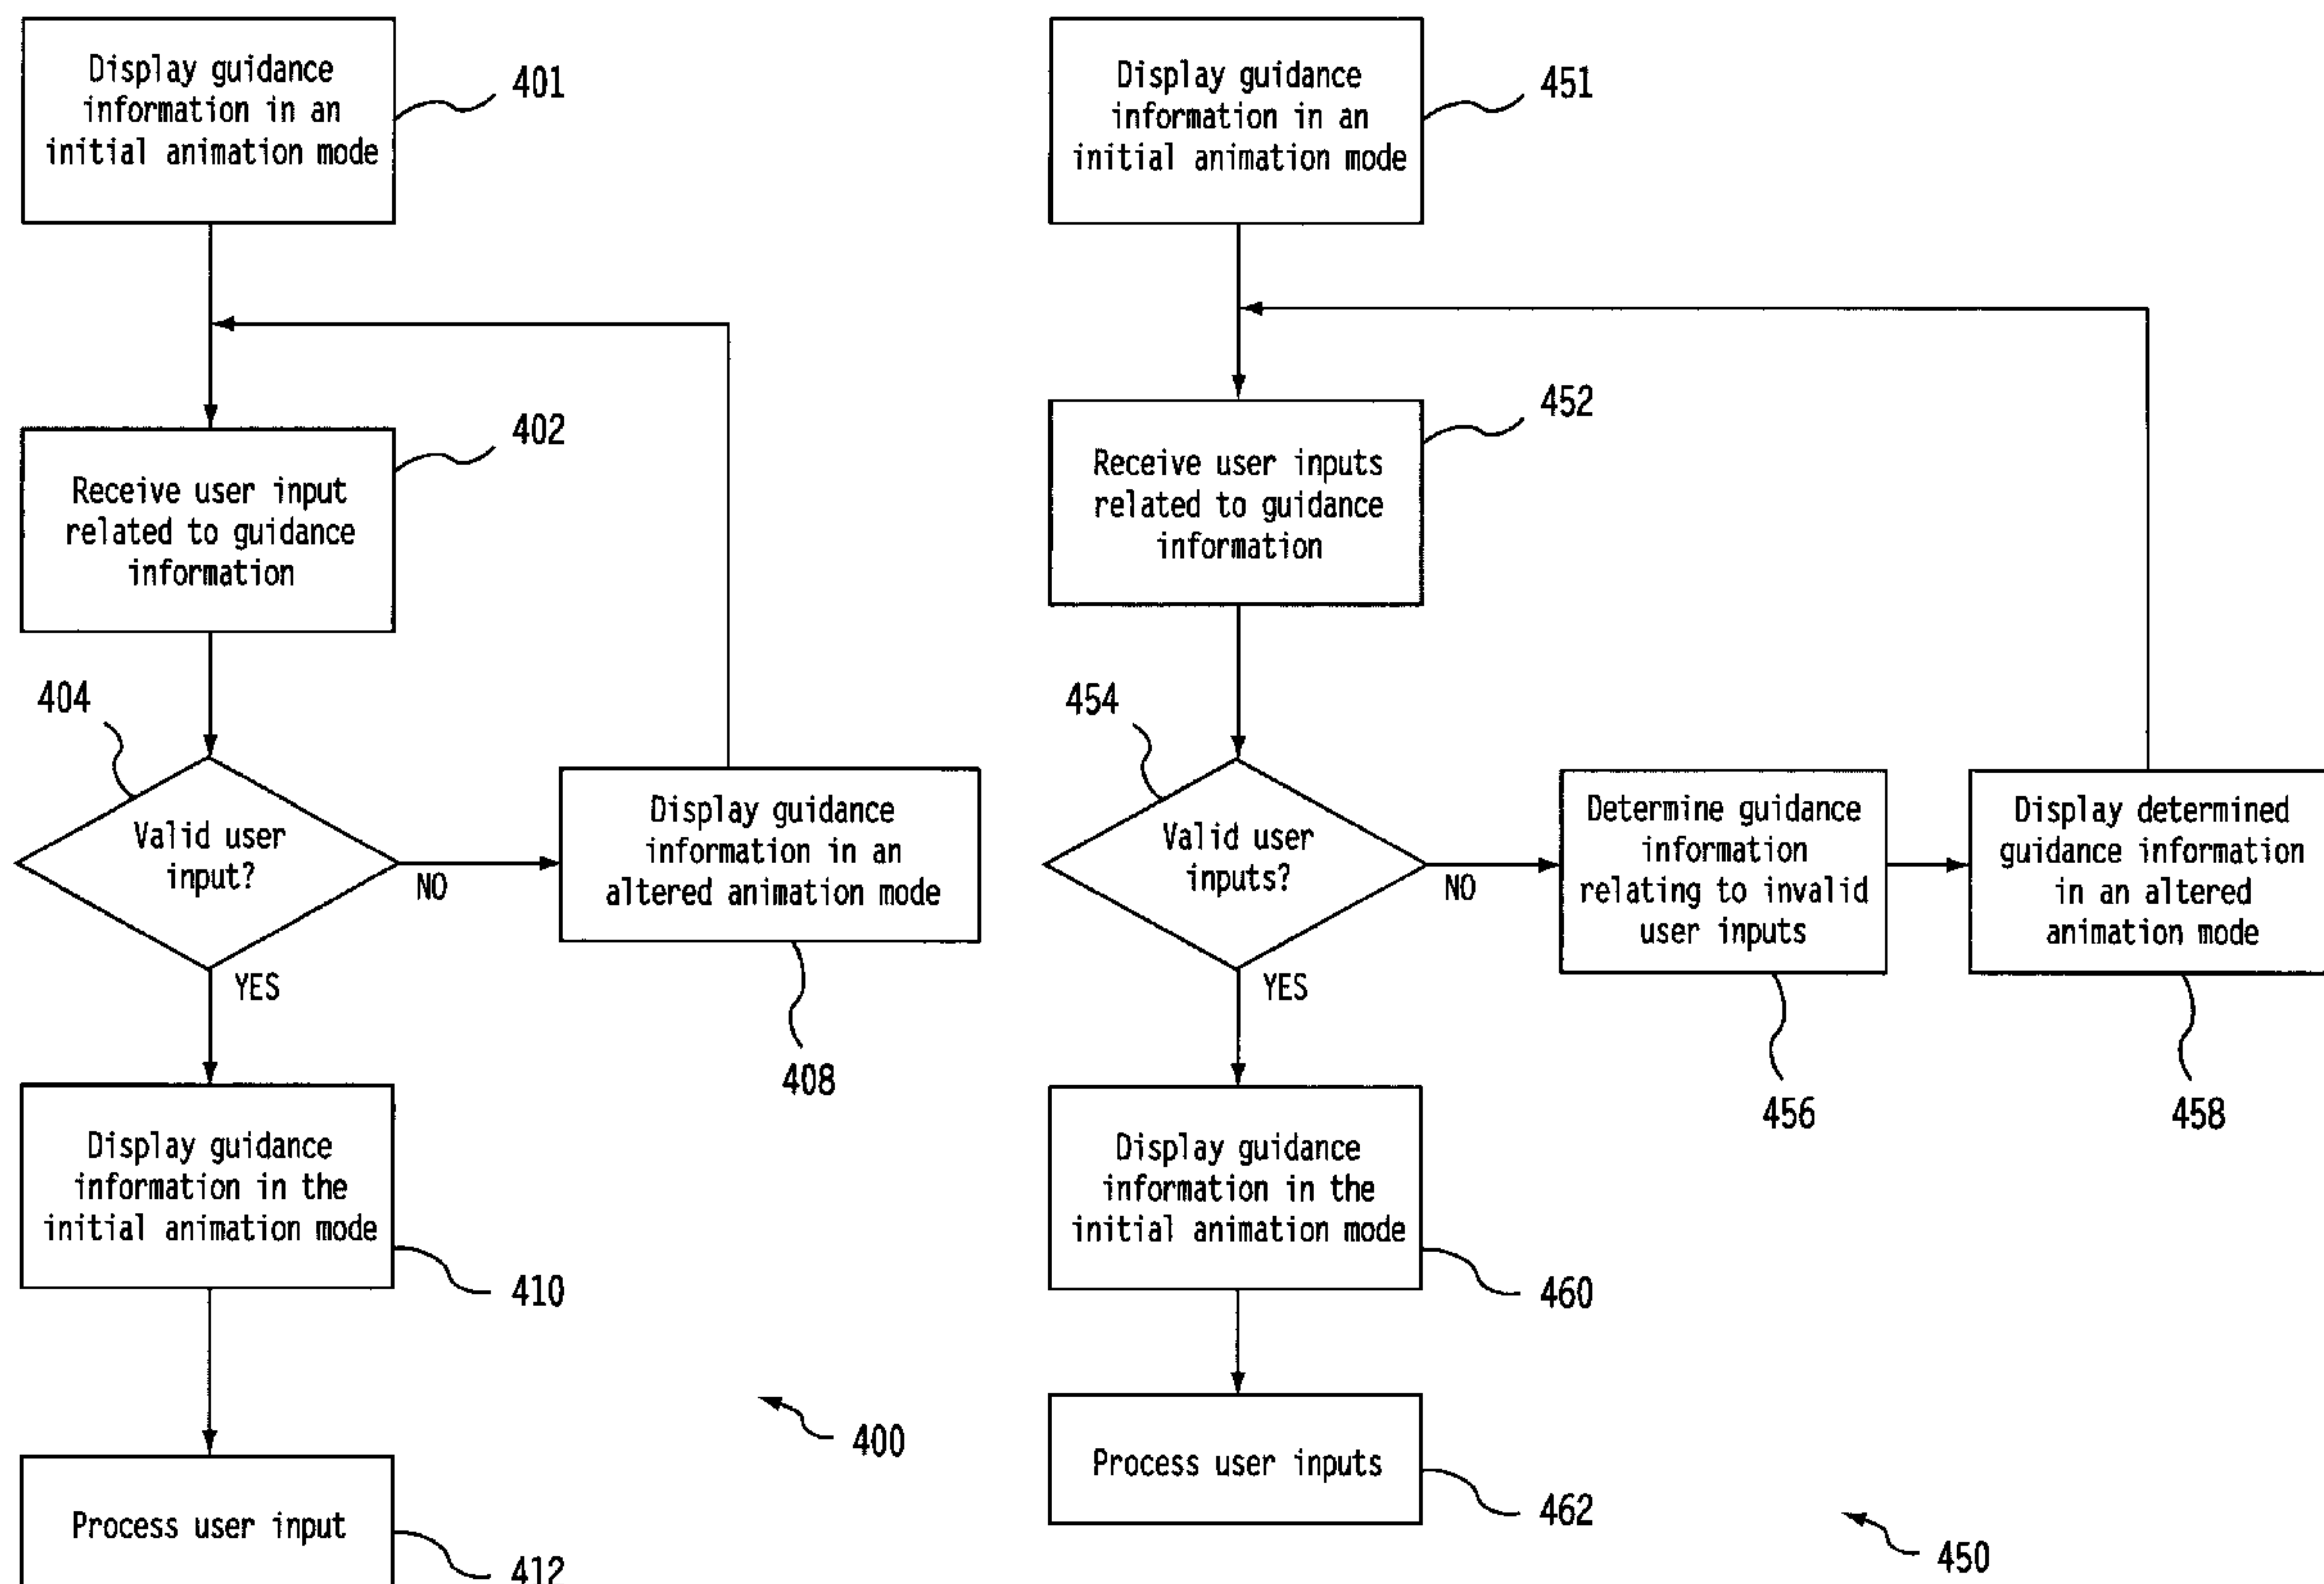 Display guidance
information in an
initial animation mode
401
Receive user input
related to guidance
information
402
404
Valid user
input?
NO
YES
Display guidance
information in an
altered animation mode
408
Display guidance
information in the
initial animation mode
410
Process user input
412
400
Display guidance
information in an
initial animation mode
451
Receive user inputs
related to guidance
information
452
454
Valid user
inputs?
NO
YES
Determine guidance
information
relating to invalid
user inputs
456
Display determined
guidance information
in an altered
animation mode
458
Display guidance
information in the
initial animation mode
460
Process user inputs
462
450